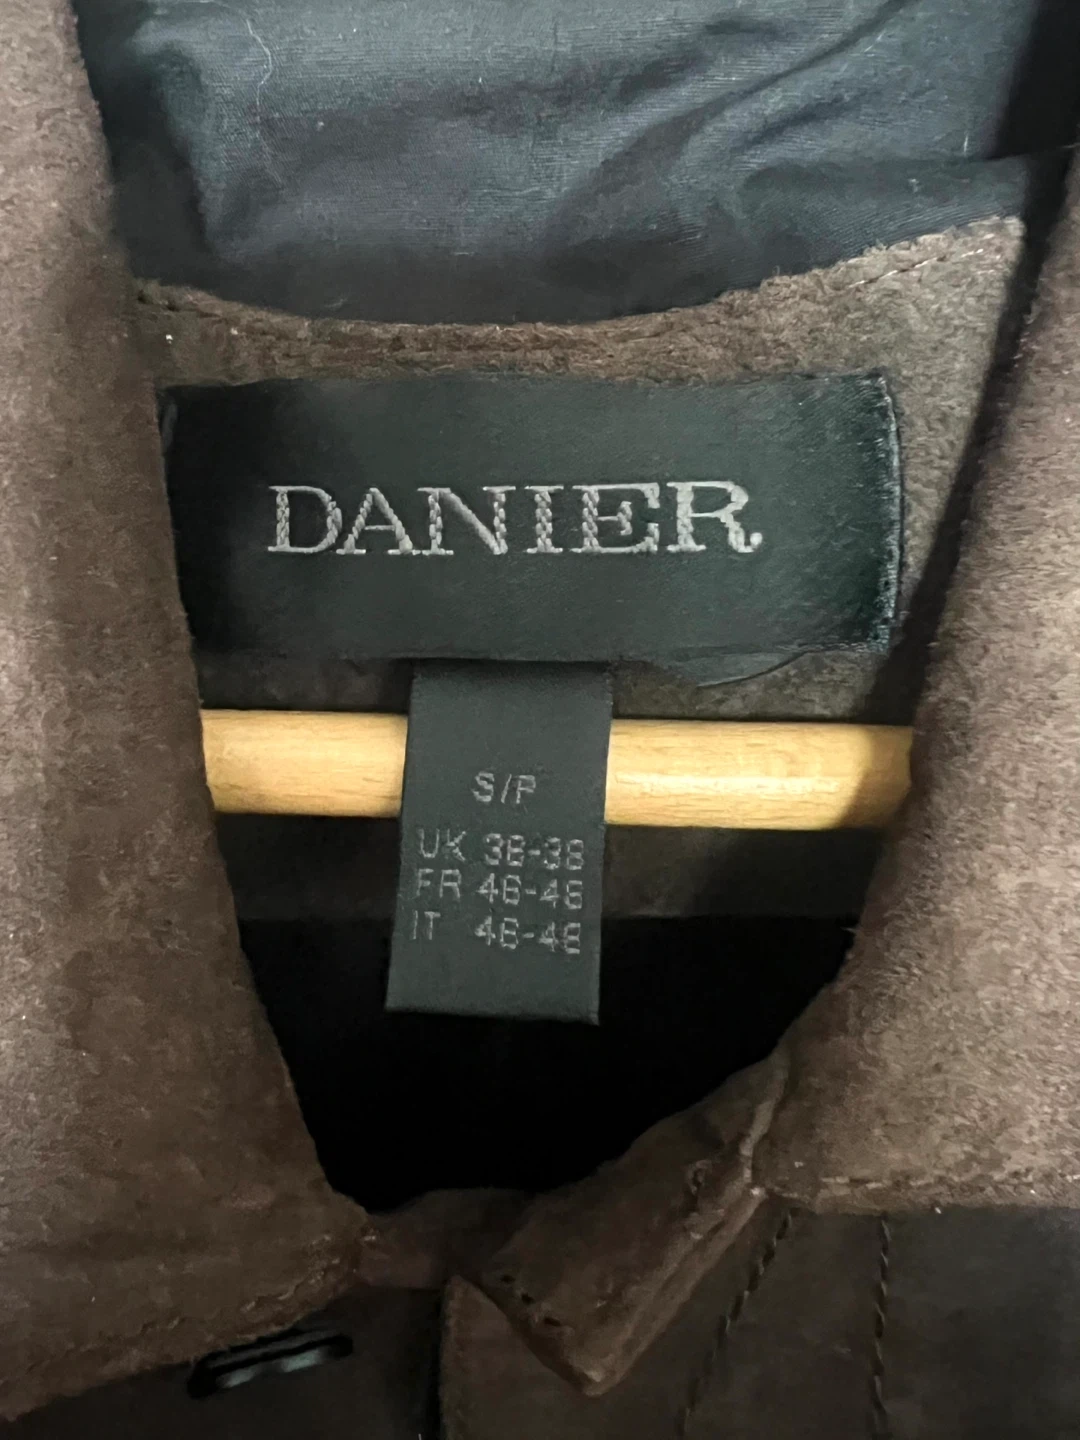 DANIER
S/P
UK 36-38
FR 46-48
IT 46-48